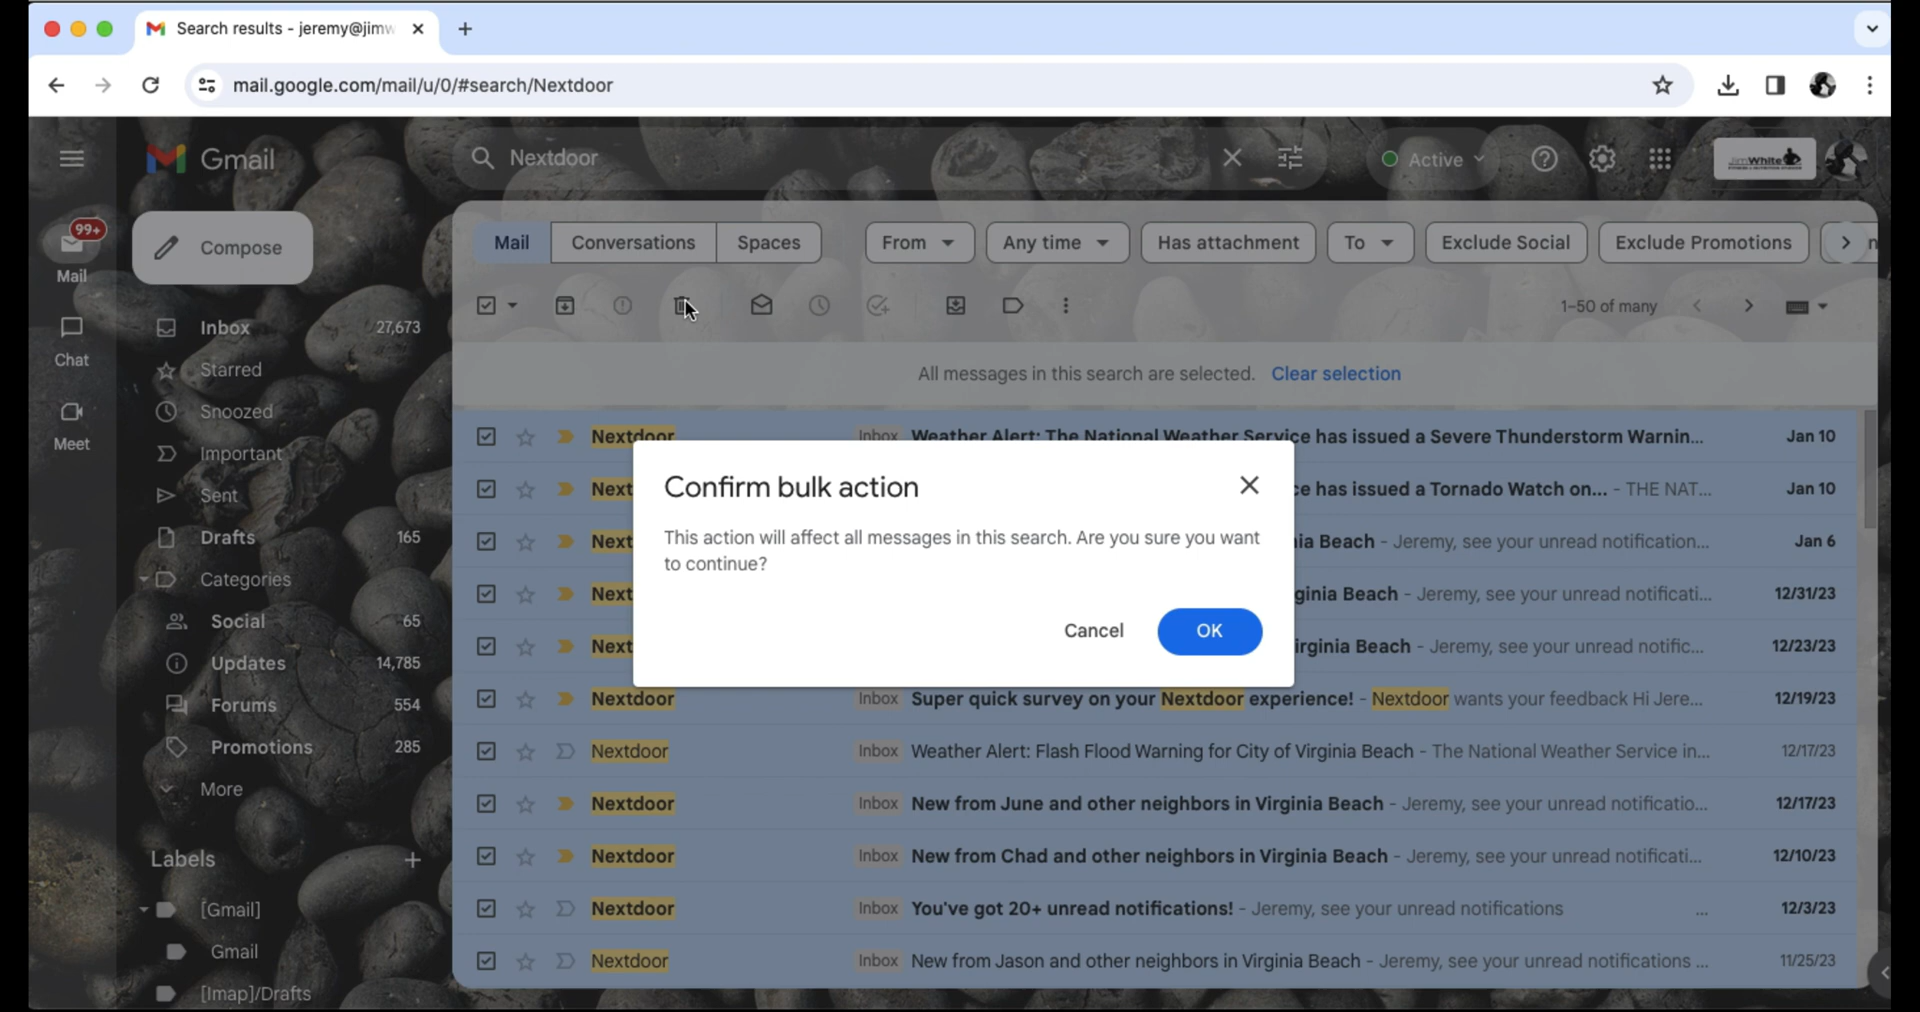 Search results - jeremy@jimw
mail.google.com/mail/u/0/#search/Nextdoor
Gmail
Nextdoor
Active
JimWhite
99+
Mail
Chat
Meet
Compose
Inbox 27,673
Starred
Snoozed
Important
Sent
Drafts 165
Categories
Social 65
Updates 14,785
Forums 554
Promotions 285
More
Labels
[Gmail]
Gmail
[Imap]/Drafts
Mail Conversations Spaces From Any time Has attachment To Exclude Social Exclude Promotions
1–50 of many
All messages in this search are selected. Clear selection
Nextdoor Inbox Weather Alert: The National Weather Service has issued a Severe Thunderstorm Warnin... Jan 10
Next ce has issued a Tornado Watch on... - THE NAT... Jan 10
Next ia Beach - Jeremy, see your unread notification... Jan 6
Next ginia Beach - Jeremy, see your unread notificati... 12/31/23
Next irginia Beach - Jeremy, see your unread notific... 12/23/23
Confirm bulk action
This action will affect all messages in this search. Are you sure you want
to continue?
Cancel OK
Nextdoor Inbox Super quick survey on your Nextdoor experience! - Nextdoor wants your feedback Hi Jere... 12/19/23
Nextdoor Inbox Weather Alert: Flash Flood Warning for City of Virginia Beach - The National Weather Service in... 12/17/23
Nextdoor Inbox New from June and other neighbors in Virginia Beach - Jeremy, see your unread notificatio... 12/17/23
Nextdoor Inbox New from Chad and other neighbors in Virginia Beach - Jeremy, see your unread notificati... 12/10/23
Nextdoor Inbox You've got 20+ unread notifications! - Jeremy, see your unread notifications ... 12/3/23
Nextdoor Inbox New from Jason and other neighbors in Virginia Beach - Jeremy, see your unread notifications ... 11/25/23